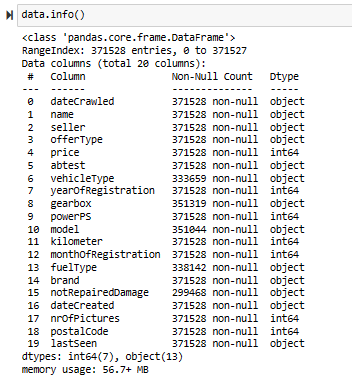 data.info()
<class 'pandas.core.frame.DataFrame'>
RangeIndex: 371528 entries, 0 to 371527
Data columns (total 20 columns):
 #   Column               Non-Null Count   Dtype
---  ------               --------------   -----
 0   dateCrawled          371528 non-null  object
 1   name                 371528 non-null  object
 2   seller               371528 non-null  object
 3   offerType            371528 non-null  object
 4   price                371528 non-null  int64
 5   abtest               371528 non-null  object
 6   vehicleType          333659 non-null  object
 7   yearOfRegistration   371528 non-null  int64
 8   gearbox              351319 non-null  object
 9   powerPS              371528 non-null  int64
 10  model                351044 non-null  object
 11  kilometer            371528 non-null  int64
 12  monthOfRegistration  371528 non-null  int64
 13  fuelType             338142 non-null  object
 14  brand                371528 non-null  object
 15  notRepairedDamage    299468 non-null  object
 16  dateCreated          371528 non-null  object
 17  nrOfPictures         371528 non-null  int64
 18  postalCode           371528 non-null  int64
 19  lastSeen             371528 non-null  object
dtypes: int64(7), object(13)
memory usage: 56.7+ MB